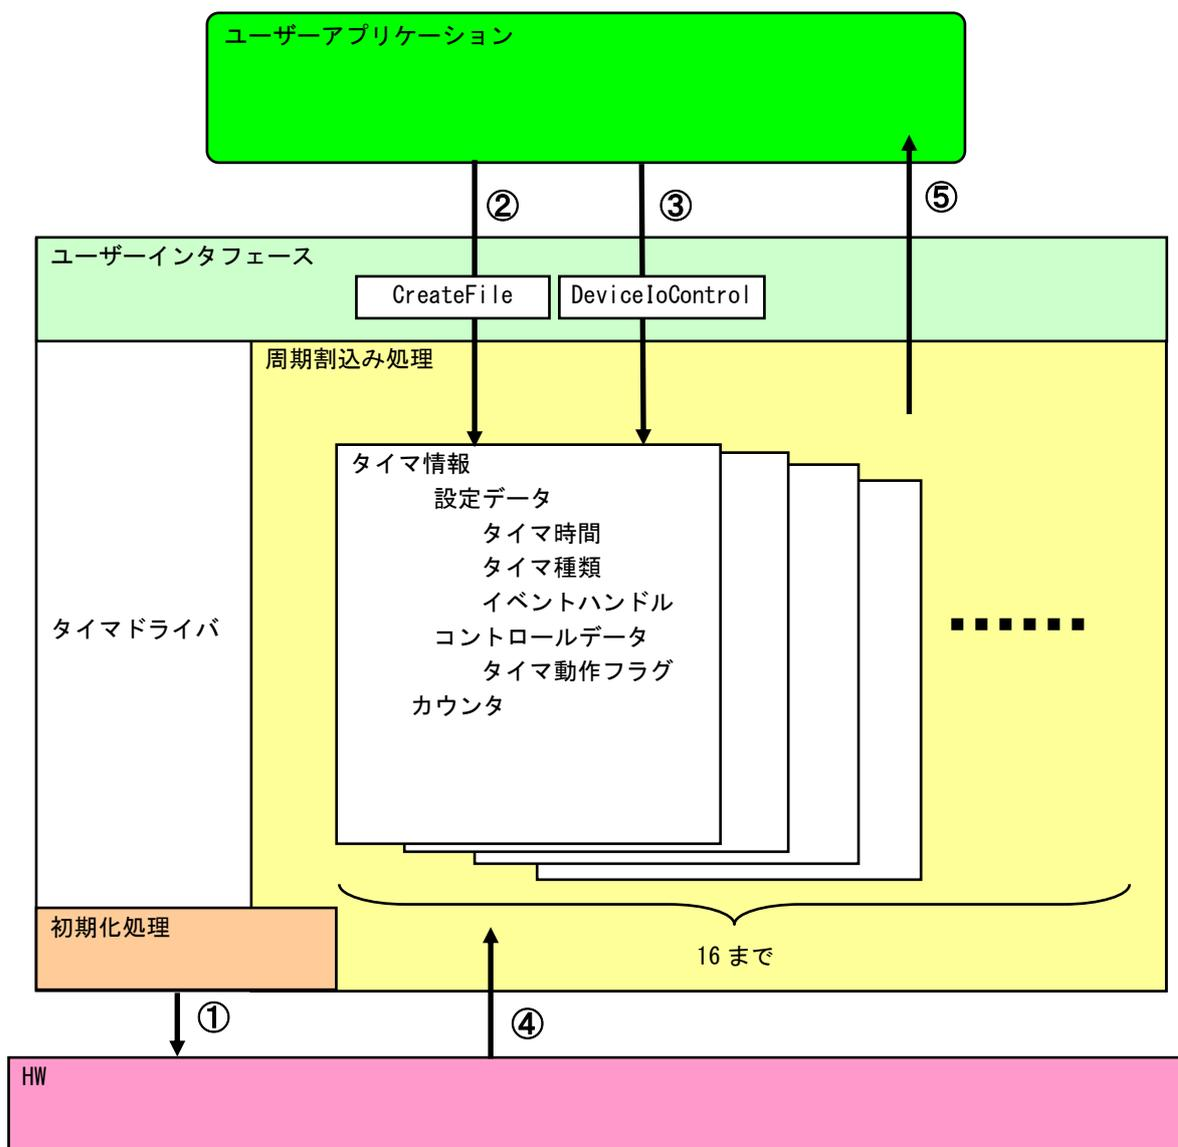 ユーザーアプリケーション
②
③
⑤
ユーザーインタフェース
CreateFile
DeviceIoControl
周期割込み処理
タイマ情報
設定データ
タイマ時間
タイマ種類
イベントハンドル
コントロールデータ
タイマ動作フラグ
カウンタ
タイマドライバ
初期化処理
16 まで
①
④
HW